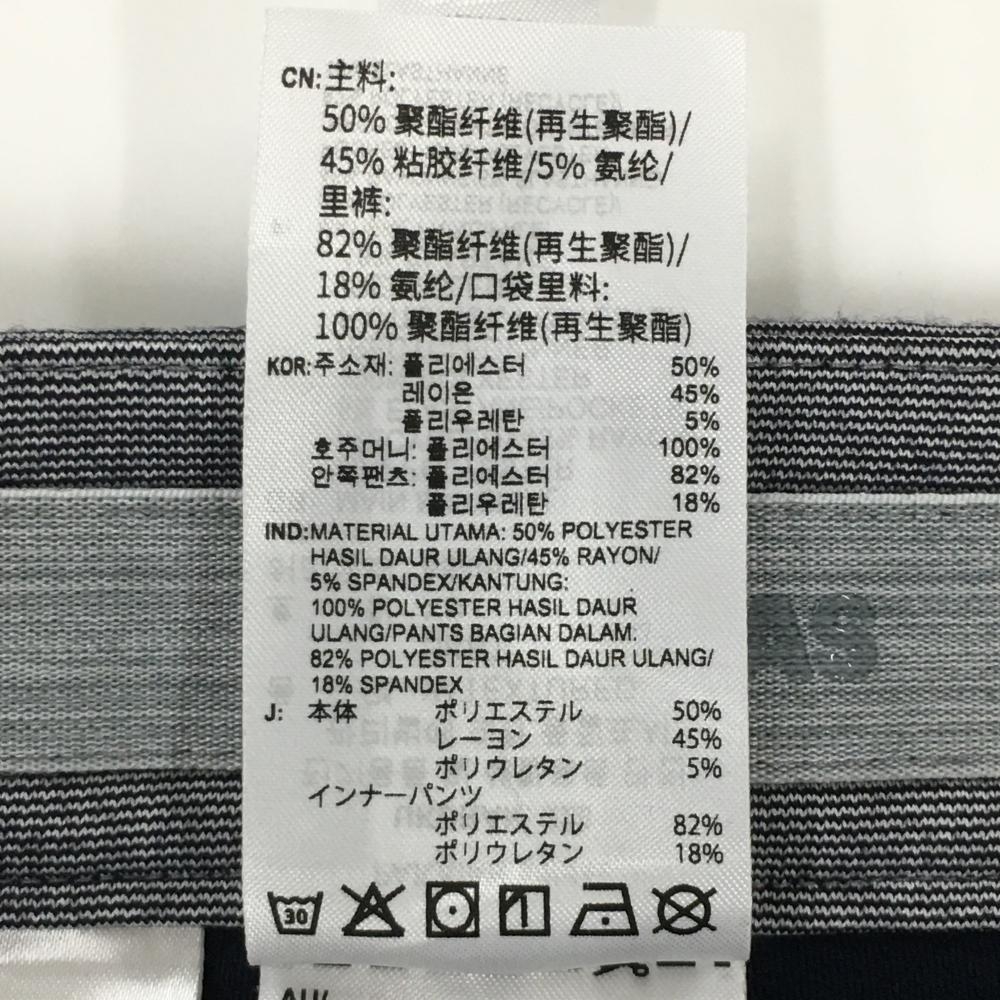 CN:主料:
50% 聚酯纤维(再生聚酯)/
45% 粘胶纤维/5% 氨纶/
里裤:
82% 聚酯纤维(再生聚酯)/
18% 氨纶/口袋里料:
100% 聚酯纤维(再生聚酯)
KOR:주소재: 폴리에스터 50%
레이온 45%
폴리우레탄 5%
호주머니: 폴리에스터 100%
안쪽팬츠: 폴리에스터 82%
폴리우레탄 18%
IND:MATERIAL UTAMA: 50% POLYESTER
HASIL DAUR ULANG/45% RAYON/
5% SPANDEX/KANTUNG:
100% POLYESTER HASIL DAUR
ULANG/PANTS BAGIAN DALAM:
82% POLYESTER HASIL DAUR ULANG/
18% SPANDEX
J: 本体 ポリエステル 50%
レーヨン 45%
ポリウレタン 5%
インナーパンツ
ポリエステル 82%
ポリウレタン 18%
30
AU/